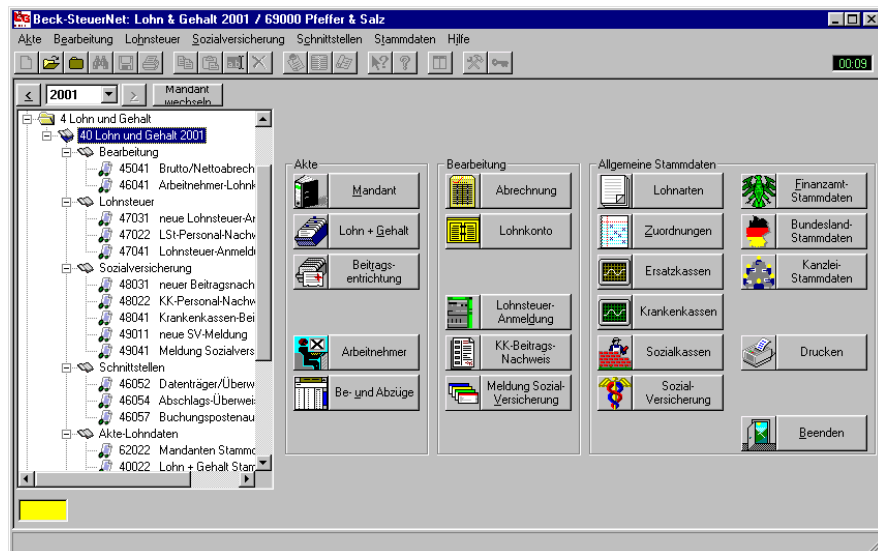 Beck-SteuerNet: Lohn & Gehalt 2001 / 69000 Pfeffer & Salz
Akte Bearbeitung Lohnsteuer Sozialversicherung Schnittstellen Stammdaten Hilfe
00:09
< 2001 > Mandant wechseln
4 Lohn und Gehalt
40 Lohn und Gehalt 2001
Bearbeitung
45041 Brutto/Nettoabrech
46041 Arbeitnehmer-Lohnk
Lohnsteuer
47031 neue Lohnsteuer-Ar
47022 LSt-Personal-Nachw
47041 Lohnsteuer-Anmeldu
Sozialversicherung
48031 neuer Beitragsnach
48022 KK-Personal-Nachw
48041 Krankenkassen-Bei
49011 neue SV-Meldung
49041 Meldung Sozialvers
Schnittstellen
46052 Datenträger/Überw
46054 Abschlags-Überweis
46057 Buchungspostenau
Akte-Lohndaten
62022 Mandanten Stammd
40022 Lohn + Gehalt Stam
Akte
Mandant
Lohn + Gehalt
Beitrags-
entrichtung
Arbeitnehmer
Be- und Abzüge
Bearbeitung
Abrechnung
Lohnkonto
Lohnsteuer-
Anmeldung
KK-Beitrags-
Nachweis
Meldung Sozial-
Versicherung
Allgemeine Stammdaten
Lohnarten
Zuordnungen
Ersatzkassen
Krankenkassen
Sozialkassen
Sozial-
Versicherung
Finanzamt-
Stammdaten
Bundesland-
Stammdaten
Kanzlei-
Stammdaten
Drucken
Beenden